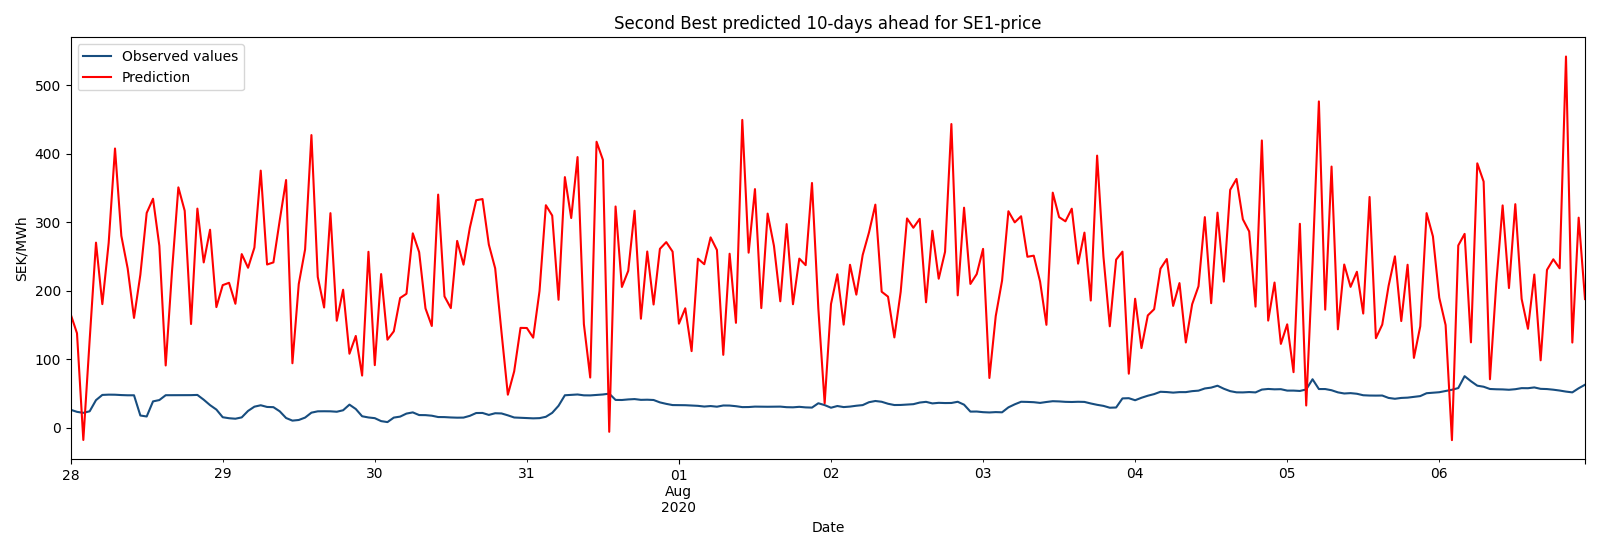 Second Best predicted 10-days ahead for SE1-price
Observed values
Prediction
SEK/MWh
500
400
300
200
100
0
28
29
30
31
01
Aug
2020
02
03
04
05
06
Date